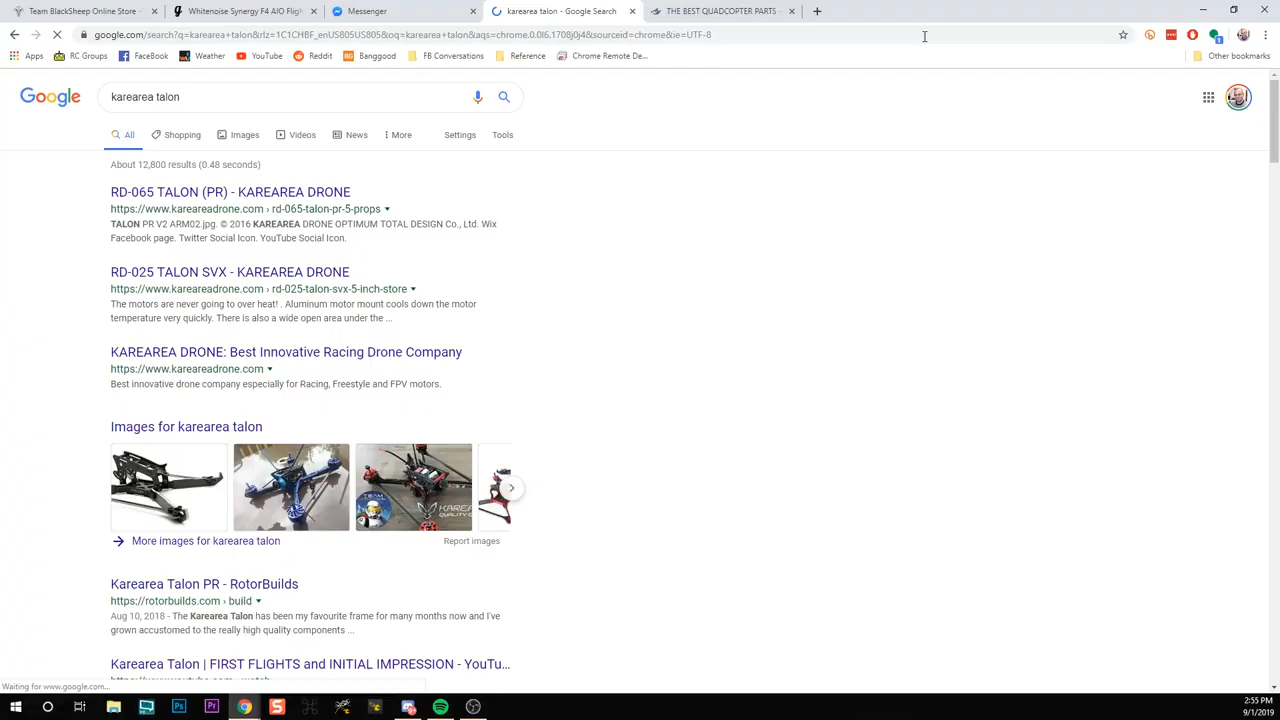 Team BlackSheep Online Store -
Whitenoise Synergy F4 AIO Flight
Messenger
karearea talon - Google Search
THE BEST QUADCOPTER PARTS -
google.com/search?q=karearea+talon&rlz=1C1CHBF_enUS805US805&oq=karearea+talon&aqs=chrome.0.0l6.1708j0j4&sourceid=chrome&ie=UTF-8
Apps
RC Groups
FaceBook
Weather
YouTube
Reddit
Banggood
FB Conversations
Reference
Chrome Remote De...
Other bookmarks
Google
karearea talon
All
Shopping
Images
Videos
News
More
Settings
Tools
About 12,800 results (0.48 seconds)
RD-065 TALON (PR) - KAREAREA DRONE
https://www.kareareadrone.com › rd-065-talon-pr-5-props
TALON PR V2 ARM02.jpg. © 2016 KAREAREA DRONE OPTIMUM TOTAL DESIGN Co., Ltd. Wix
Facebook page. Twitter Social Icon. YouTube Social Icon.
RD-025 TALON SVX - KAREAREA DRONE
https://www.kareareadrone.com › rd-025-talon-svx-5-inch-store
The motors are never going to over heat! . Aluminum motor mount cools down the motor
temperature very quickly. There is also a wide open area under the ...
KAREAREA DRONE: Best Innovative Racing Drone Company
https://www.kareareadrone.com
Best innovative drone company especially for Racing, Freestyle and FPV motors.
Images for karearea talon
More images for karearea talon
Report images
Karearea Talon PR - RotorBuilds
https://rotorbuilds.com › build
Aug 10, 2018 - The Karearea Talon has been my favourite frame for many months now and I've
grown accustomed to the really high quality components ...
Karearea Talon | FIRST FLIGHTS and INITIAL IMPRESSION - YouTu...
Waiting for www.google.com...
2:55 PM
9/1/2019